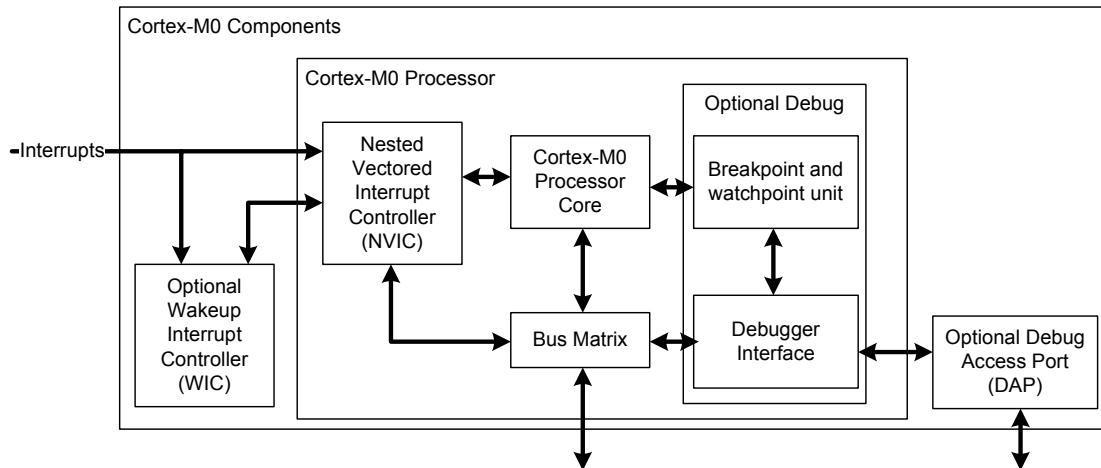 Cortex-M0 Components
Cortex-M0 Processor
Optional Debug
Interrupts
Nested
Vectored
Interrupt
Controller
(NVIC)
Cortex-M0
Processor
Core
Breakpoint and
watchpoint unit
Optional
Wakeup
Interrupt
Controller
(WIC)
Bus Matrix
Debugger
Interface
Optional Debug
Access Port
(DAP)